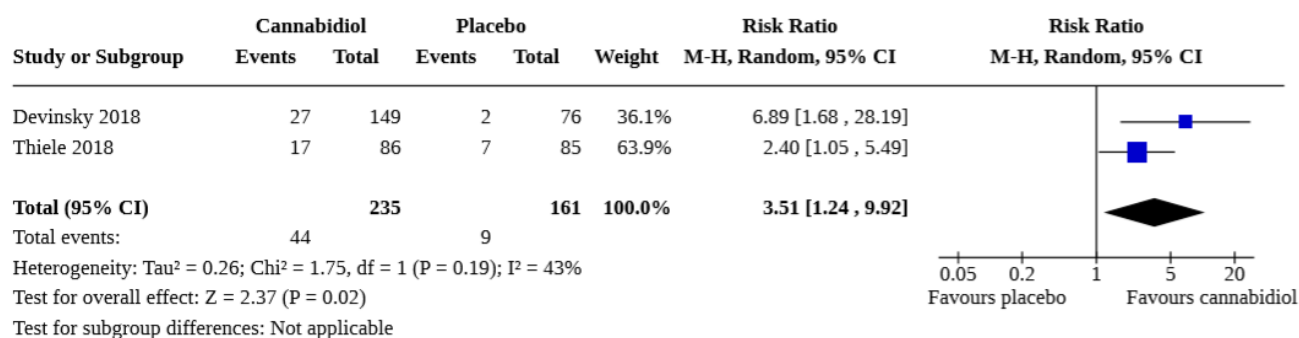 Cannabidiol Placebo Risk Ratio Risk Ratio
Study or Subgroup Events Total Events Total Weight M-H, Random, 95% CI M-H, Random, 95% CI
Devinsky 2018 27 149 2 76 36.1% 6.89 [1.68 , 28.19]
Thiele 2018 17 86 7 85 63.9% 2.40 [1.05 , 5.49]
Total (95% CI) 235 161 100.0% 3.51 [1.24 , 9.92]
Total events: 44 9
Heterogeneity: Tau² = 0.26; Chi² = 1.75, df = 1 (P = 0.19); I² = 43% 0.05 0.2 1 5 20
Test for overall effect: Z = 2.37 (P = 0.02) Favours placebo Favours cannabidiol
Test for subgroup differences: Not applicable